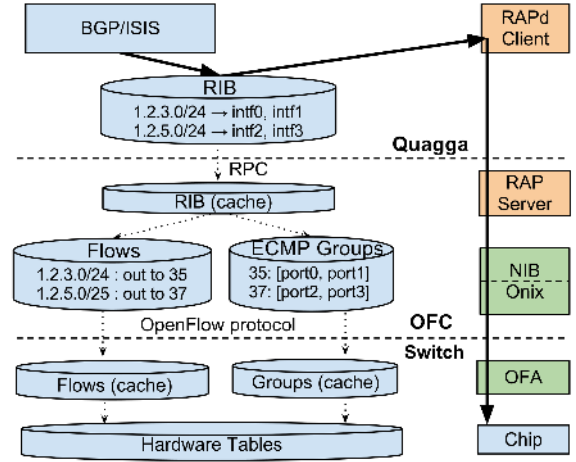 BGP/ISIS
RAPd
Client
RIB
1.2.3.0/24 → intf0, intf1
1.2.5.0/24 → intf2, intf3
Quagga
RPC
RIB (cache)
RAP
Server
Flows
1.2.3.0/24 : out to 35
1.2.5.0/25 : out to 37
ECMP Groups
35: [port0, port1]
37: [port2, port3]
NIB
Onix
OpenFlow protocol
OFC
Switch
Flows (cache)
Groups (cache)
OFA
Hardware Tables
Chip